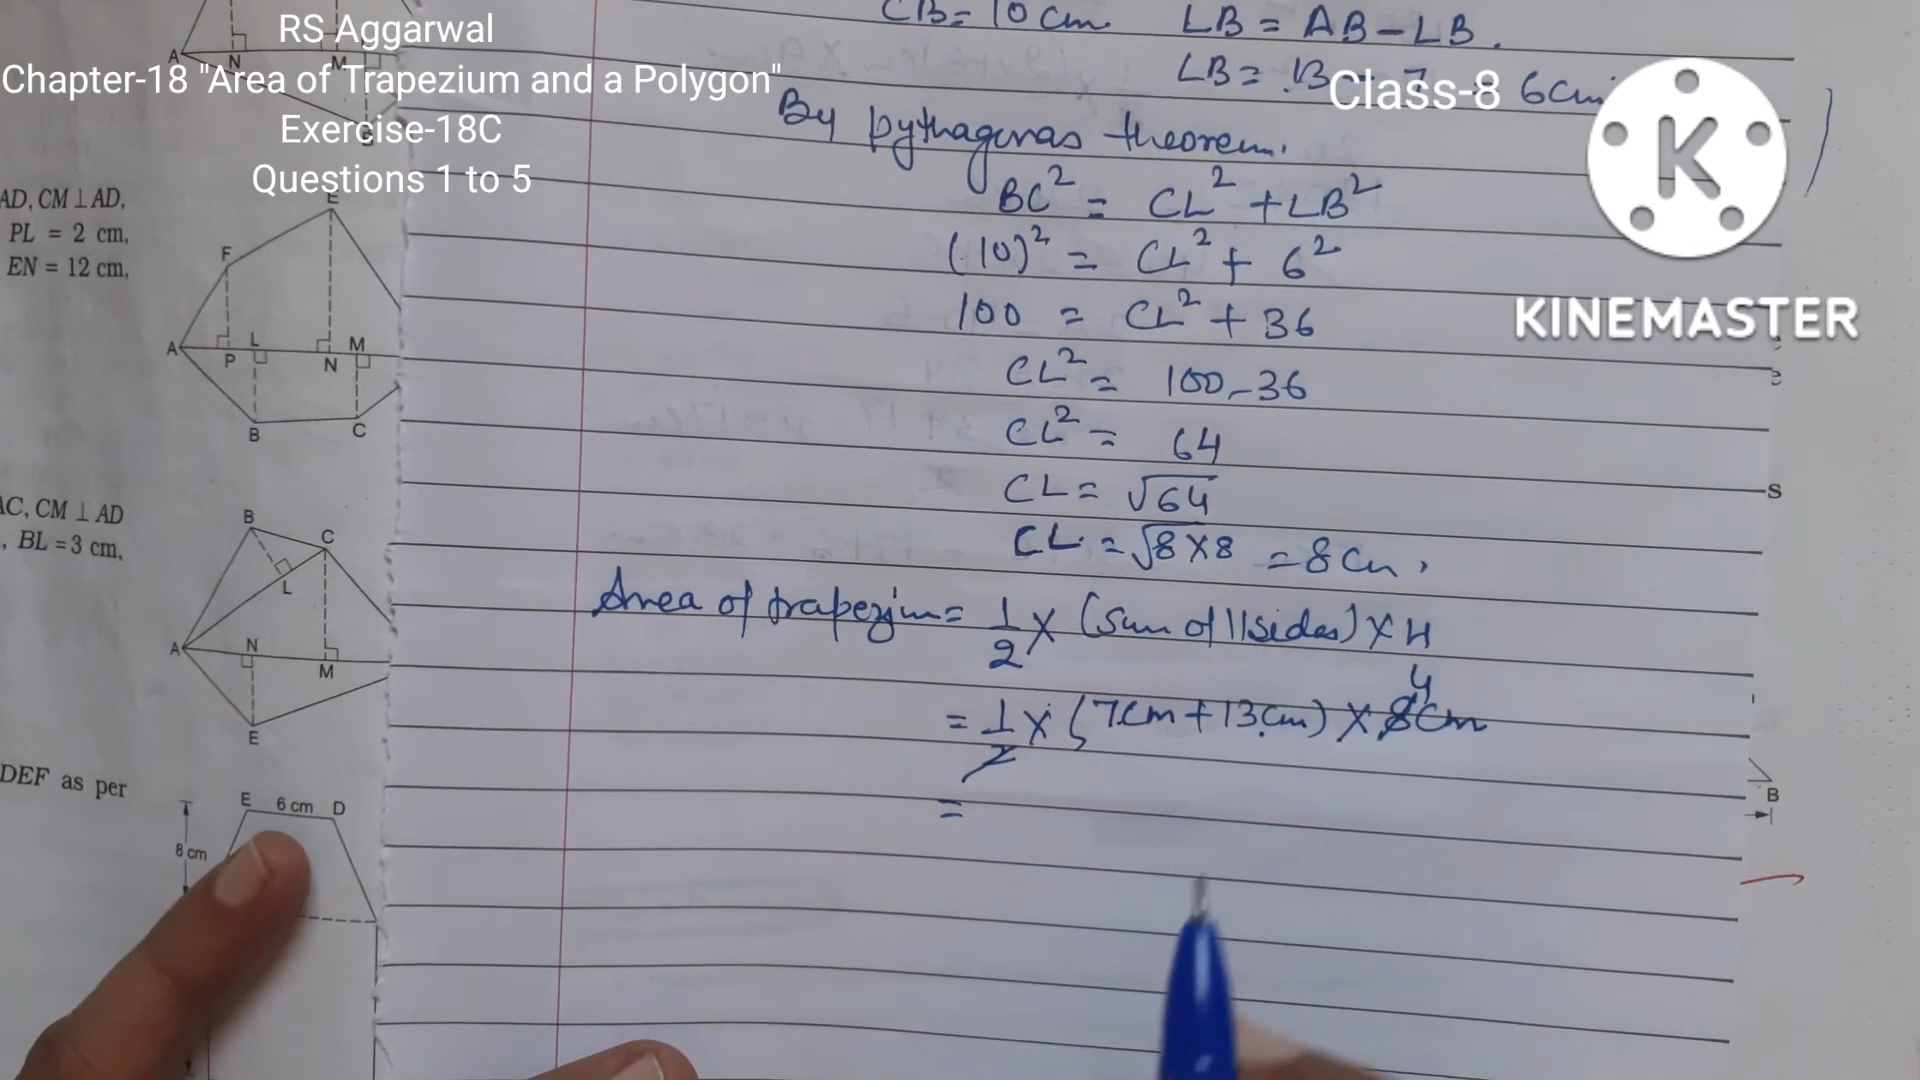 RS Aggarwal
Chapter-18 "Area of Trapezium and a Polygon"
Exercise-18C
Questions 1 to 5
Class-8
KINEMASTER
CB = 10 cm LB = AB - LB.
LB = 13 - 7 6cm
By pythagoras theorem.
BC² = CL² + LB²
(10)² = CL² + 6²
100 = CL² + 36
CL² = 100 - 36
CL² = 64
CL = √64
CL = √8×8 = 8cm.
Area of trapezium = 1/2 × (Sum of || sides) × H
= 1/2 × (7cm + 13cm) × 8cm
4
=
A N M
AD, CM ⊥ AD,
PL = 2 cm,
EN = 12 cm,
E
F
A P L N M
B C
AC, CM ⊥ AD
, BL = 3 cm,
B C
L
A N M
E
DEF as per
E 6 cm D
8 cm
s
B